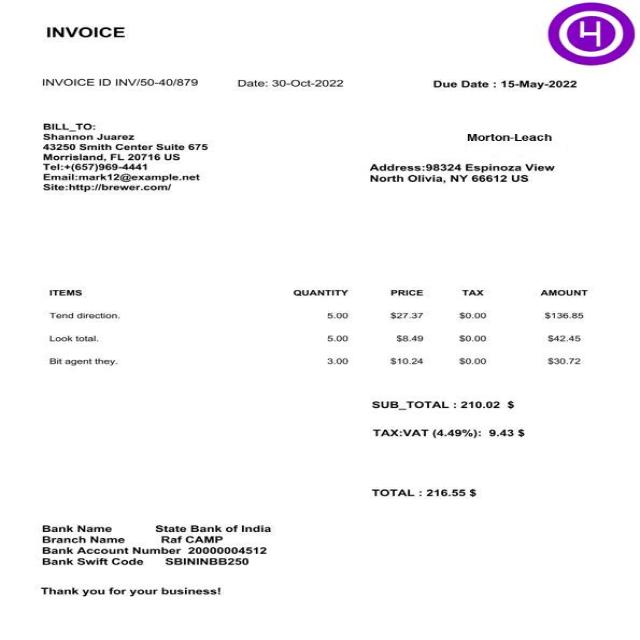 INVOICE
INVOICE ID INV/50-40/879 Date: 30-Oct-2022 Due Date : 15-May-2022
BILL_TO:
Shannon Juarez
43250 Smith Center Suite 675
Morrisland, FL 20716 US
Tel:+(657)969-4441
Email:mark12@example.net
Site:http://brewer.com/
Morton-Leach
Address:98324 Espinoza View
North Olivia, NY 66612 US
ITEMS QUANTITY PRICE TAX AMOUNT
Tend direction. 5.00 $27.37 $0.00 $136.85
Look total. 5.00 $8.49 $0.00 $42.45
Bit agent they. 3.00 $10.24 $0.00 $30.72
SUB_TOTAL : 210.02 $
TAX:VAT (4.49%): 9.43 $
TOTAL : 216.55 $
Bank Name State Bank of India
Branch Name Raf CAMP
Bank Account Number 20000004512
Bank Swift Code SBININBB250
Thank you for your business!